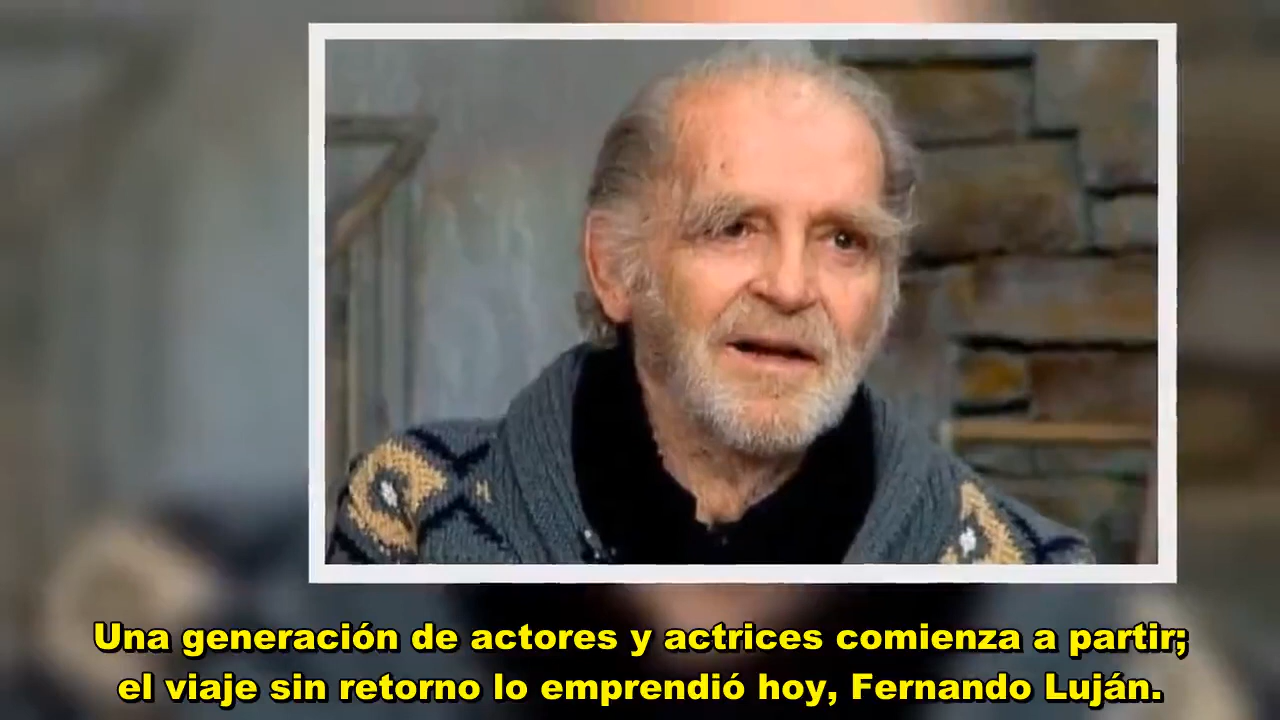 Una generación de actores y actrices comienza a partir;
el viaje sin retorno lo emprendió hoy, Fernando Luján.